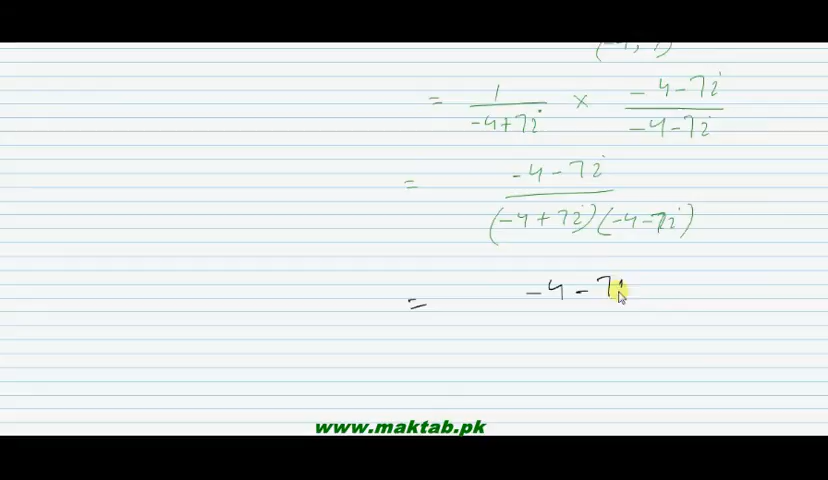 = 1/(-4+7i) × (-4-7i)/(-4-7i)
= (-4-7i)/((-4+7i)(-4-7i))
= -4-7i
www.maktab.pk